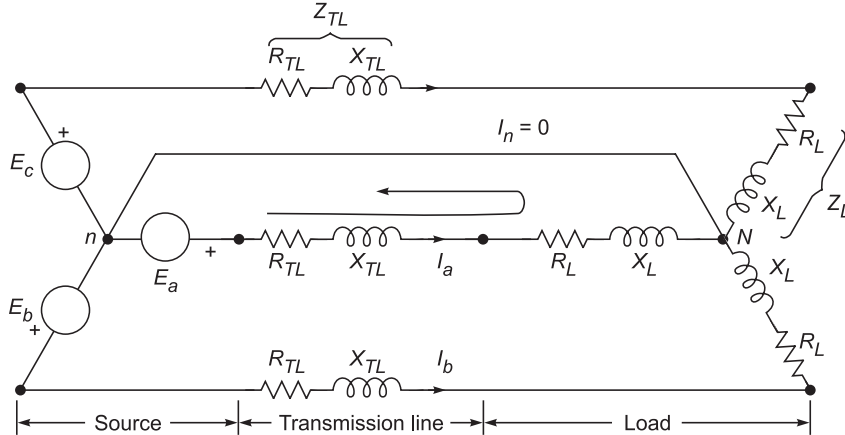 Z_TL
R_TL X_TL
I_n = 0
R_L
+
E_c
X_L
Z_L
n
N
+
E_a
R_TL
X_TL
I_a
R_L
X_L
X_L
E_b
+
R_L
R_TL X_TL I_b
Source Transmission line Load